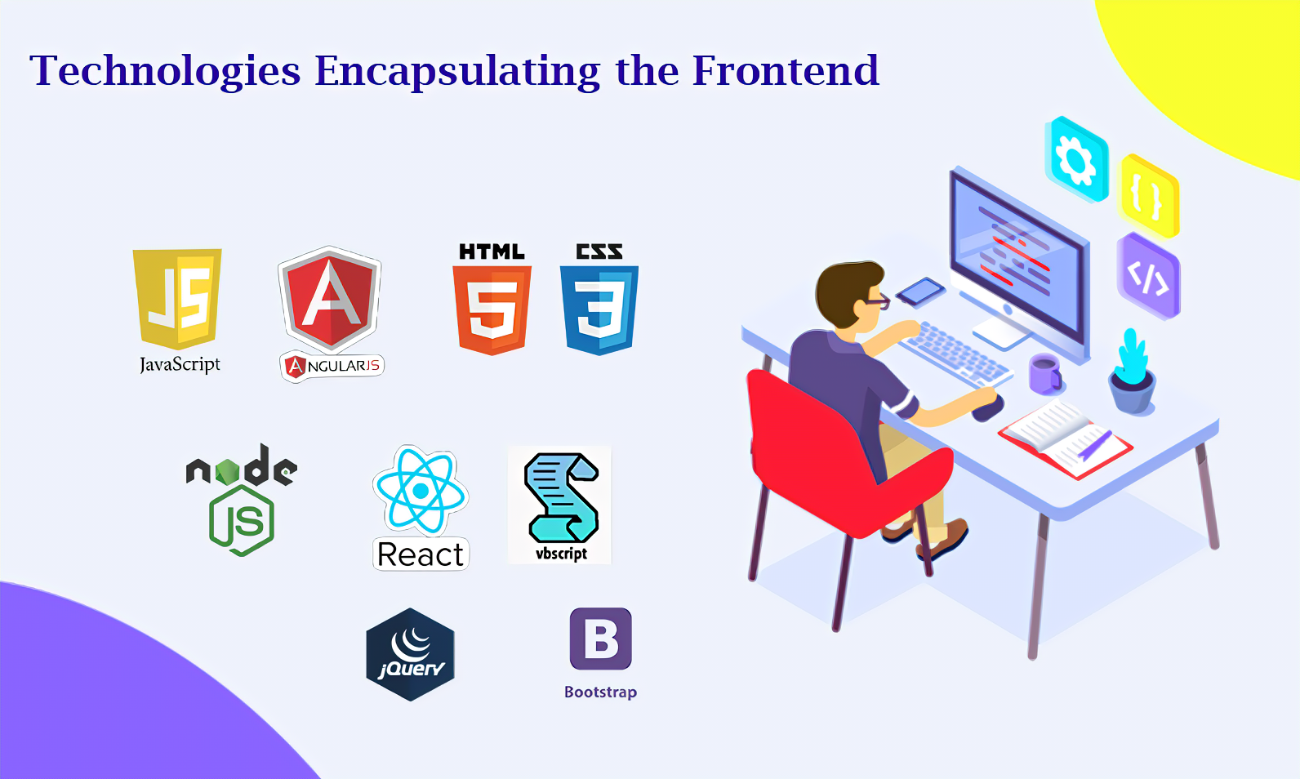 Technologies Encapsulating the Frontend
JS
JavaScript
A
ANGULARJS
HTML
5
CSS
3
node
JS
React
vbscript
jQuery
B
Bootstrap
{ }
</>